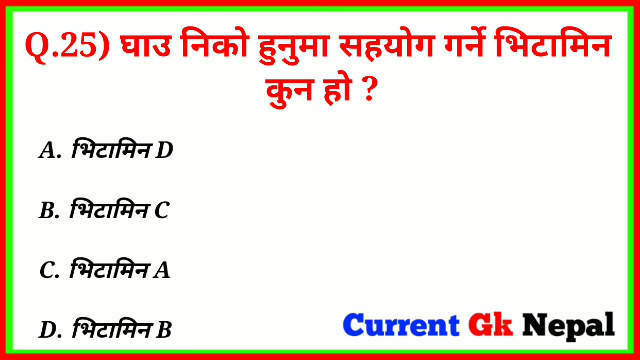 Q.25) घाउ निको हुनुमा सहयोग गर्ने भिटामिन
कुन हो ?
A. भिटामिन D
B. भिटामिन C
C. भिटामिन A
D. भिटामिन B
Current Gk Nepal